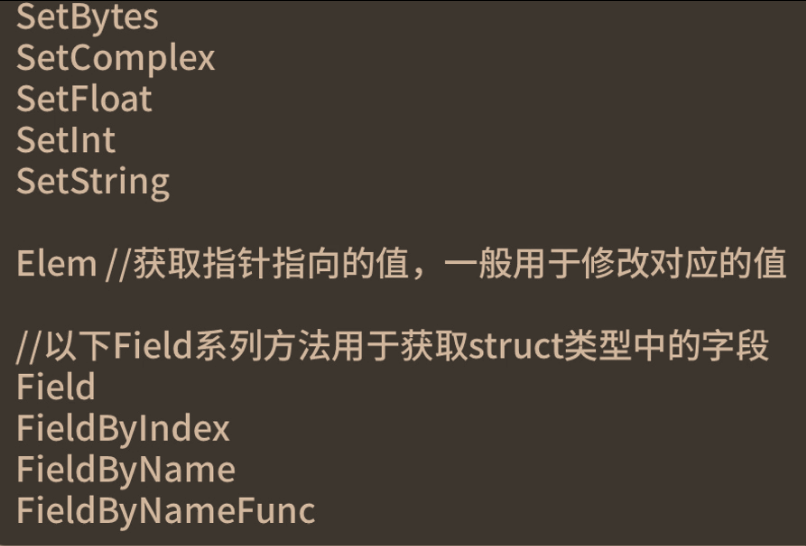 SetBytes
SetComplex
SetFloat
SetInt
SetString
Elem //获取指针指向的值，一般用于修改对应的值
//以下Field系列方法用于获取struct类型中的字段
Field
FieldByIndex
FieldByName
FieldByNameFunc